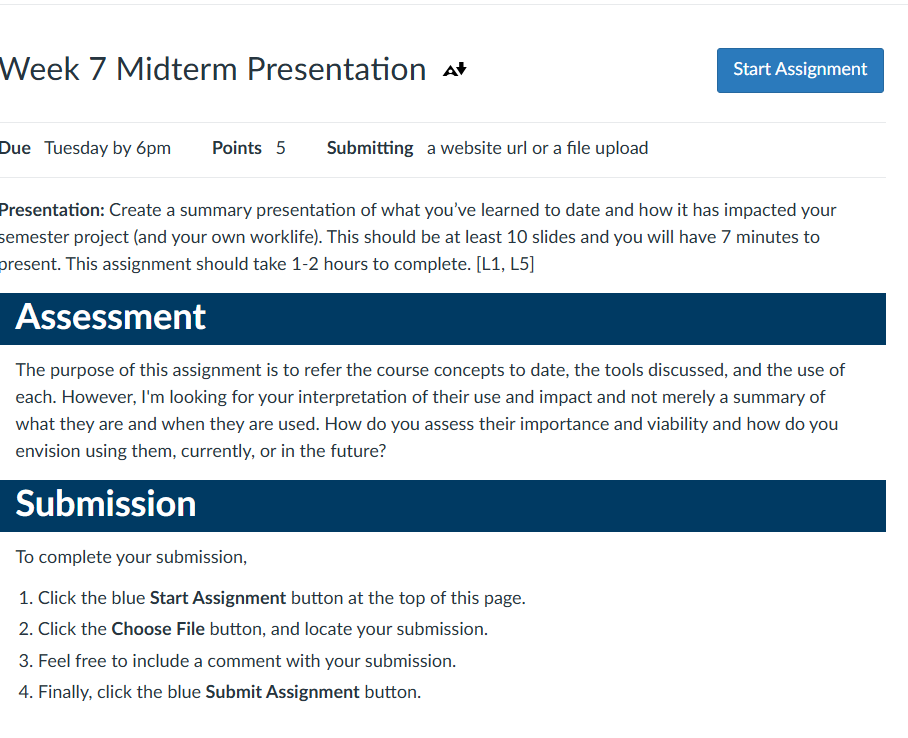 Week 7 Midterm Presentation
Start Assignment
Due Tuesday by 6pm Points 5 Submitting a website url or a file upload
Presentation: Create a summary presentation of what you've learned to date and how it has impacted your
semester project (and your own worklife). This should be at least 10 slides and you will have 7 minutes to
present. This assignment should take 1-2 hours to complete. [L1, L5]
Assessment
The purpose of this assignment is to refer the course concepts to date, the tools discussed, and the use of
each. However, I'm looking for your interpretation of their use and impact and not merely a summary of
what they are and when they are used. How do you assess their importance and viability and how do you
envision using them, currently, or in the future?
Submission
To complete your submission,
1. Click the blue Start Assignment button at the top of this page.
2. Click the Choose File button, and locate your submission.
3. Feel free to include a comment with your submission.
4. Finally, click the blue Submit Assignment button.